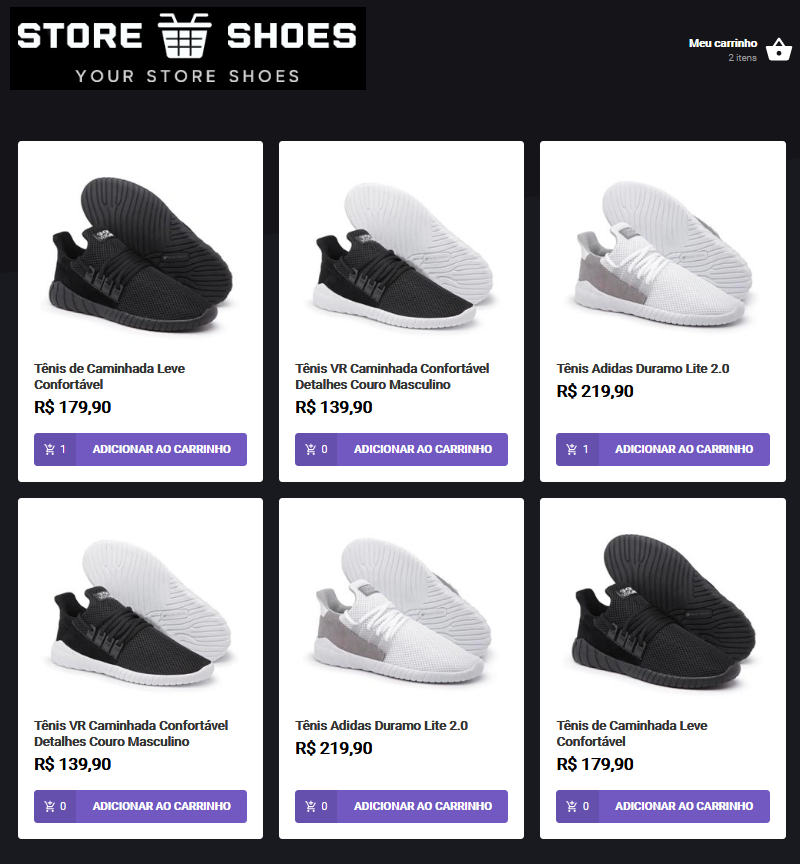 STORE SHOES
YOUR STORE SHOES
Meu carrinho
2 itens
Tênis de Caminhada Leve
Confortável
R$ 179,90
1 ADICIONAR AO CARRINHO
Tênis VR Caminhada Confortável
Detalhes Couro Masculino
R$ 139,90
0 ADICIONAR AO CARRINHO
Tênis Adidas Duramo Lite 2.0
R$ 219,90
1 ADICIONAR AO CARRINHO
Tênis VR Caminhada Confortável
Detalhes Couro Masculino
R$ 139,90
0 ADICIONAR AO CARRINHO
Tênis Adidas Duramo Lite 2.0
R$ 219,90
0 ADICIONAR AO CARRINHO
Tênis de Caminhada Leve
Confortável
R$ 179,90
0 ADICIONAR AO CARRINHO